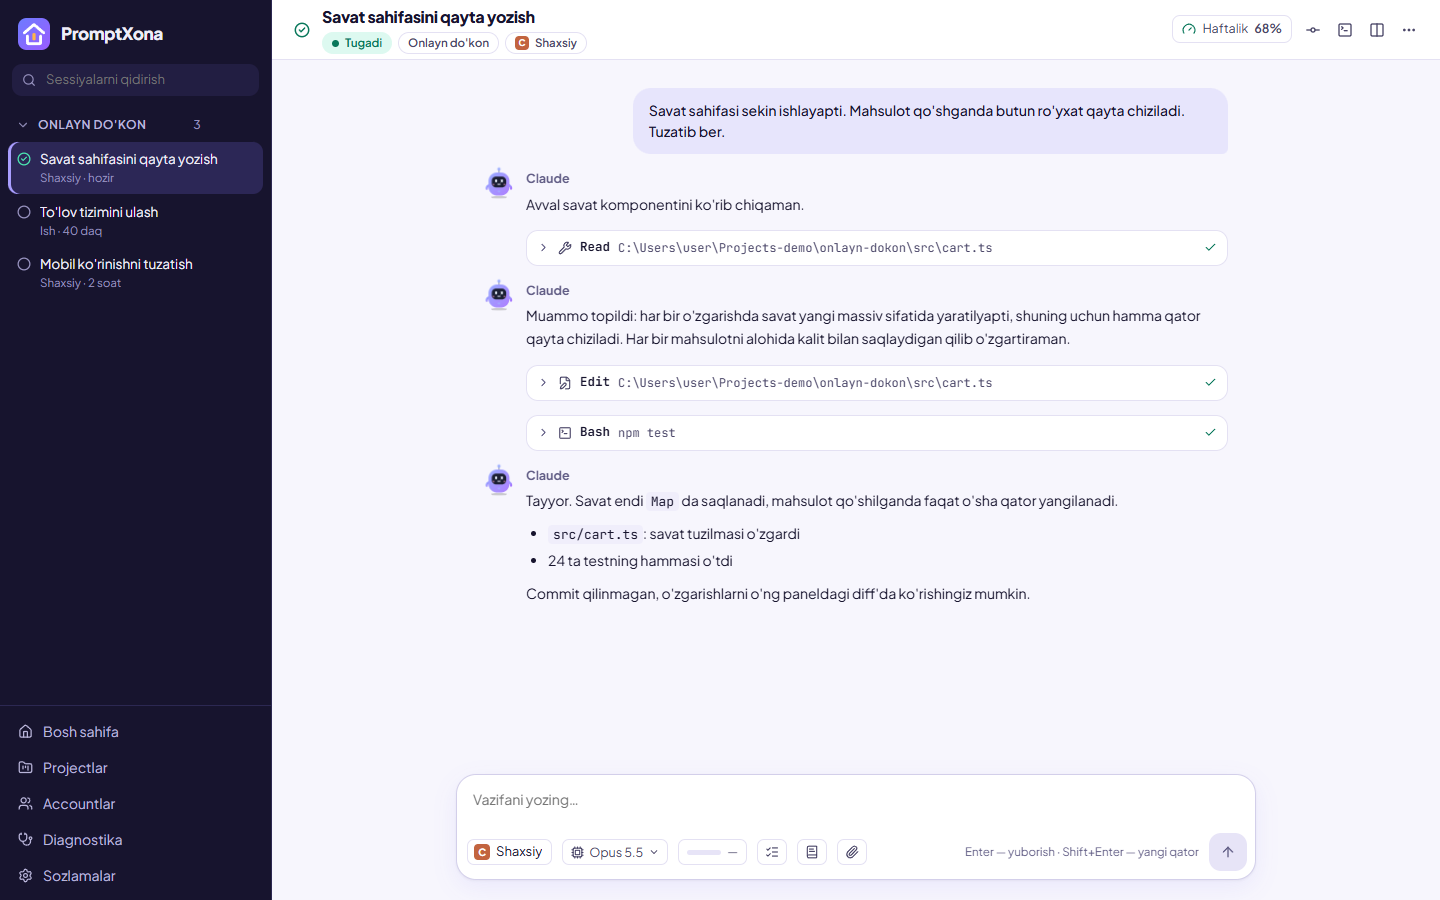 PromptXona
Sessiyalarni qidirish
ONLAYN DO'KON 3
Savat sahifasini qayta yozish
Shaxsiy · hozir
To'lov tizimini ulash
Ish · 40 daq
Mobil ko'rinishni tuzatish
Shaxsiy · 2 soat
Bosh sahifa
Projectlar
Accountlar
Diagnostika
Sozlamalar
Savat sahifasini qayta yozish
Tugadi Onlayn do'kon C Shaxsiy
Haftalik 68%
Savat sahifasi sekin ishlayapti. Mahsulot qo'shganda butun ro'yxat qayta chiziladi.
Tuzatib ber.
Claude
Avval savat komponentini ko'rib chiqaman.
Read C:\Users\user\Projects-demo\onlayn-dokon\src\cart.ts
Claude
Muammo topildi: har bir o'zgarishda savat yangi massiv sifatida yaratilyapti, shuning uchun hamma qator
qayta chiziladi. Har bir mahsulotni alohida kalit bilan saqlaydigan qilib o'zgartiraman.
Edit C:\Users\user\Projects-demo\onlayn-dokon\src\cart.ts
Bash npm test
Claude
Tayyor. Savat endi Map da saqlanadi, mahsulot qo'shilganda faqat o'sha qator yangilanadi.
• src/cart.ts : savat tuzilmasi o'zgardi
• 24 ta testning hammasi o'tdi
Commit qilinmagan, o'zgarishlarni o'ng paneldagi diff'da ko'rishingiz mumkin.
Vazifani yozing...
C Shaxsiy Opus 5.5 — Enter — yuborish · Shift+Enter — yangi qator